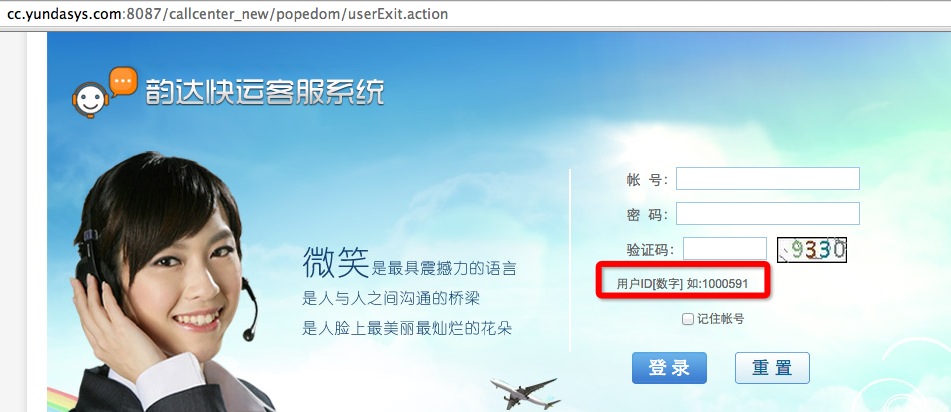 cc.yundasys.com:8087/callcenter_new/popedom/userExit.action
韵达快运客服系统
微笑是最具震撼力的语言
是人与人之间沟通的桥梁
是人脸上最美丽最灿烂的花朵
帐 号:
密 码:
验证码:
9330
用户ID[数字] 如:1000591
记住帐号
登 录
重 置